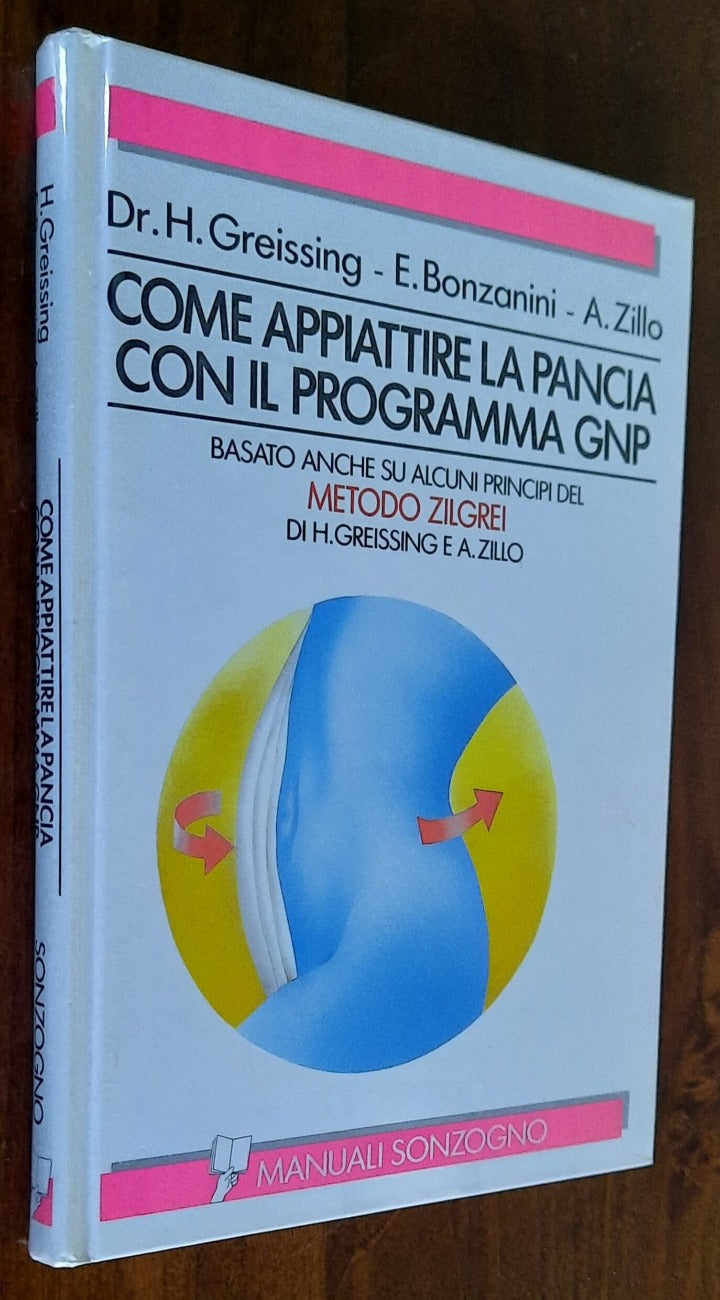 Dr. H. Greissing - E. Bonzanini - A. Zillo
COME APPIATTIRE LA PANCIA
CON IL PROGRAMMA GNP
BASATO ANCHE SU ALCUNI PRINCIPI DEL
METODO ZILGREI
DI H. GREISSING E A. ZILLO
MANUALI SONZOGNO
H. Greissing
COME APPIATTIRE LA PANCIA
SONZOGNO